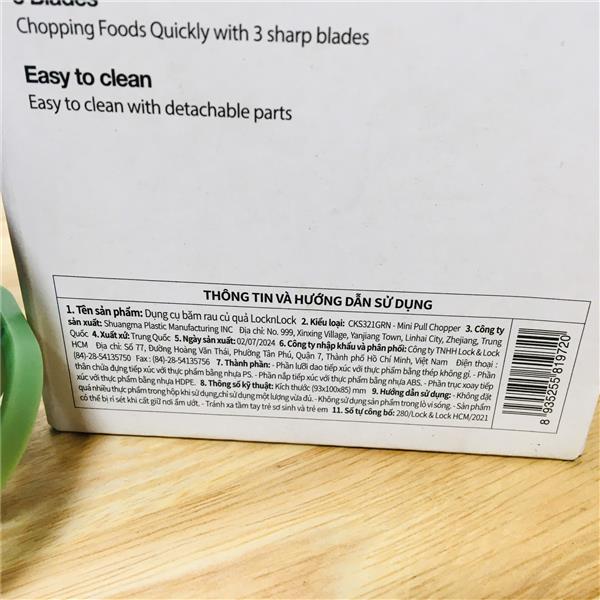 3 Blades
Chopping Foods Quickly with 3 sharp blades
Easy to clean
Easy to clean with detachable parts
THÔNG TIN VÀ HƯỚNG DẪN SỬ DỤNG
1. Tên sản phẩm: Dụng cụ băm rau củ quả LocknLock 2. Kiểu loại: CKS321GRN - Mini Pull Chopper 3. Công ty
sản xuất: Shuangma Plastic Manufacturing INC Địa chỉ: No. 999, Xinxing Village, Yanjiang Town, Linhai City, Zhejiang, Trung
Quốc 4. Xuất xứ: Trung Quốc 5. Ngày sản xuất: 02/07/2024 6. Công ty nhập khẩu và phân phối: Công ty TNHH Lock & Lock
HCM Địa chỉ: Số 77, Đường Hoàng Văn Thái, Phường Tân Phú, Quận 7, Thành phố Hồ Chí Minh, Việt Nam Điện thoại :
(84)-28-54135750 Fax : (84)-28-54135756 7. Thành phần: - Phần lưỡi dao tiếp xúc với thực phẩm bằng thép không gỉ. - Phần
thân chứa đựng tiếp xúc với thực phẩm bằng nhựa PS. - Phần nắp tiếp xúc với thực phẩm bằng nhựa ABS. - Phần trục xoay tiếp
xúc với thực phẩm bằng nhựa HDPE. 8. Thông số kỹ thuật: Kích thước (93x100x85) mm 9. Hướng dẫn sử dụng: - Không đặt
quá nhiều thực phẩm trong hộp khi sử dụng, chỉ sử dụng một lượng vừa đủ. - Không sử dụng sản phẩm trong lò vi sóng. - Sản phẩm
có thể bị rỉ sét khi cất giữ nơi ẩm ướt. - Tránh xa tầm tay trẻ sơ sinh và trẻ em 11. Số tự công bố: 280/Lock & Lock HCM/2021
8 935255 819720